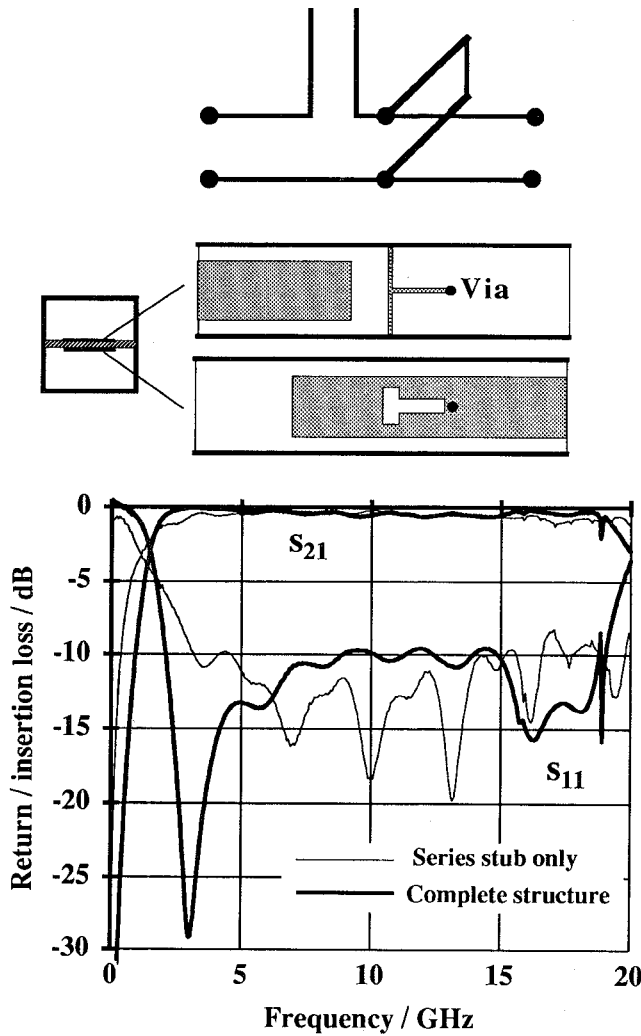 Via
0
-5
-10
-15
-20
-25
-30
Return / insertion loss / dB
s21
s11
Series stub only
Complete structure
0
5
10
15
20
Frequency / GHz